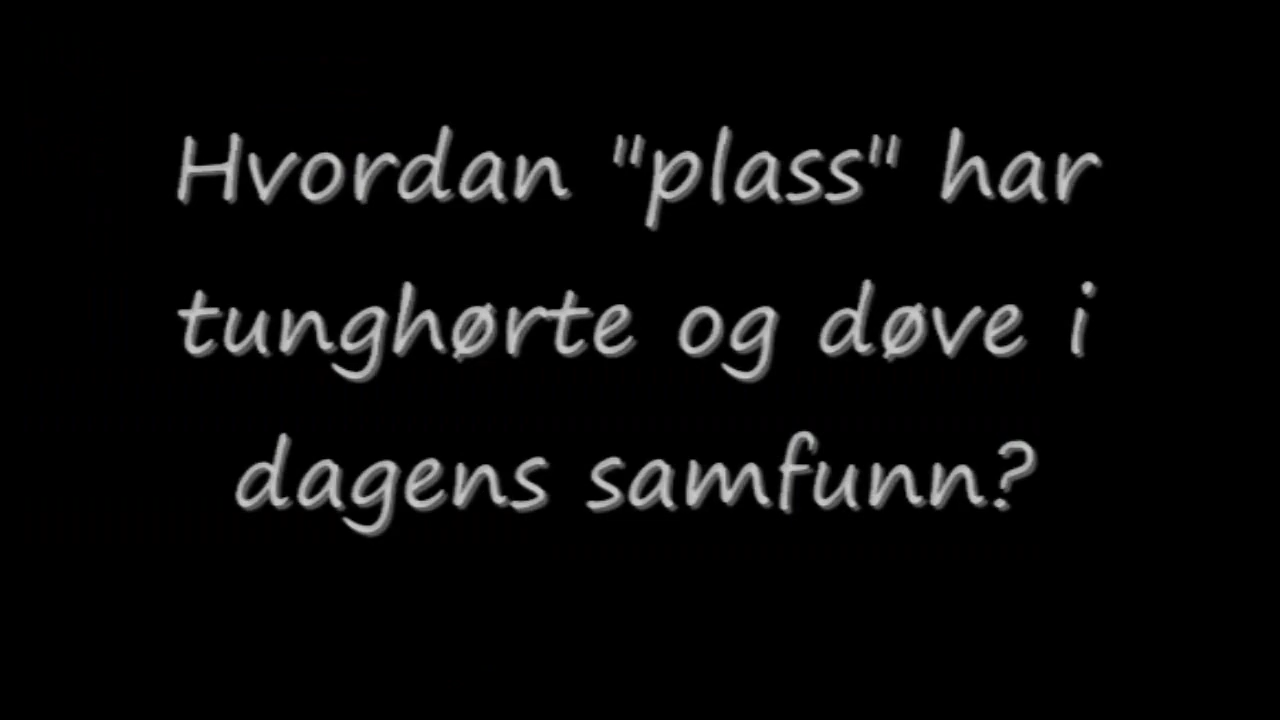 Hvordan "plass" har
tunghørte og døve i
dagens samfunn?